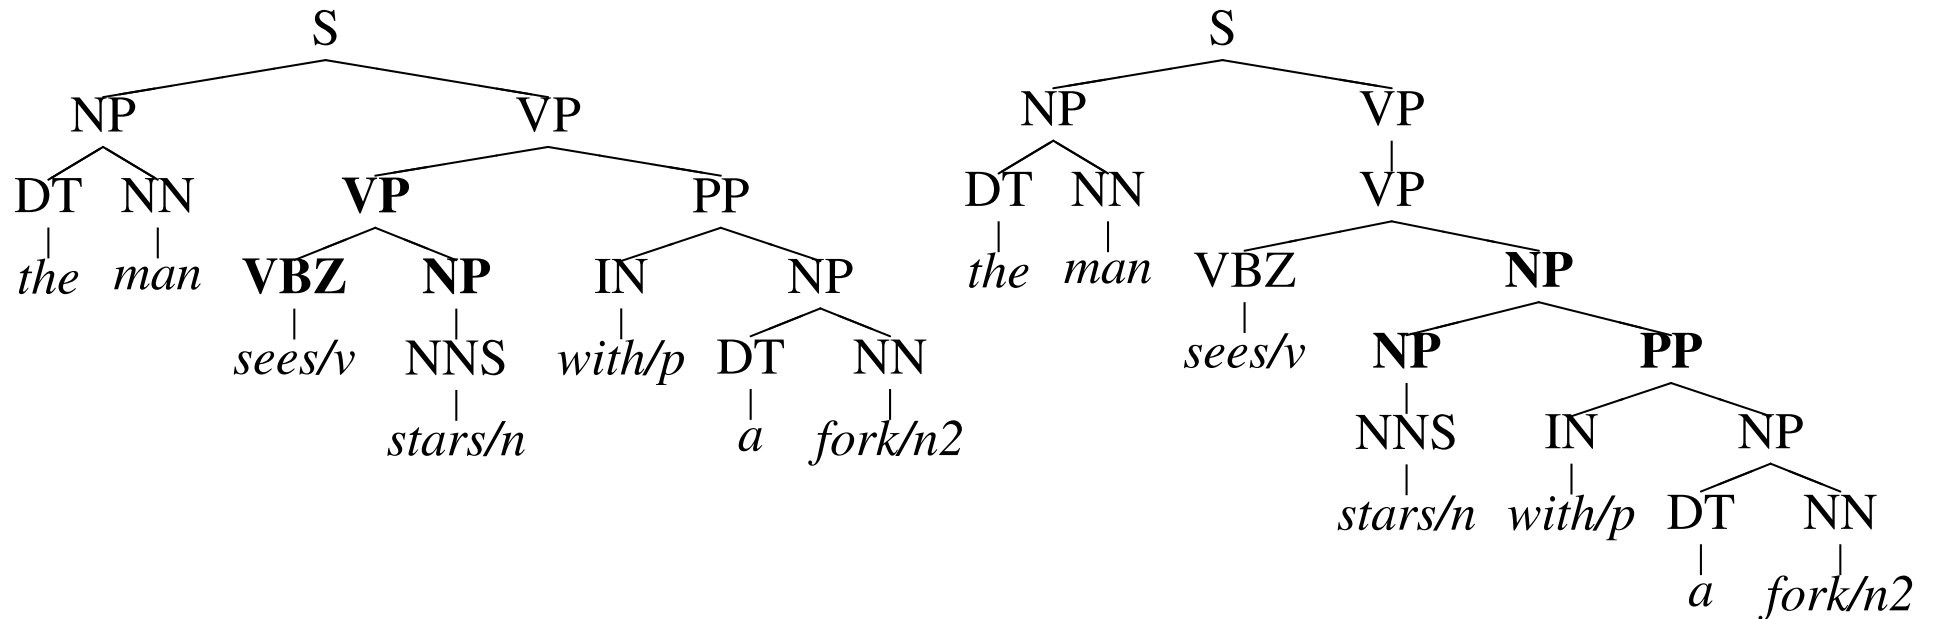 S S
NP VP NP VP
DT NN VP PP DT NN VP
the man VBZ NP IN NP the man VBZ NP
sees/v NNS with/p DT NN sees/v NP PP
stars/n a fork/n2 NNS IN NP
stars/n with/p DT NN
a fork/n2